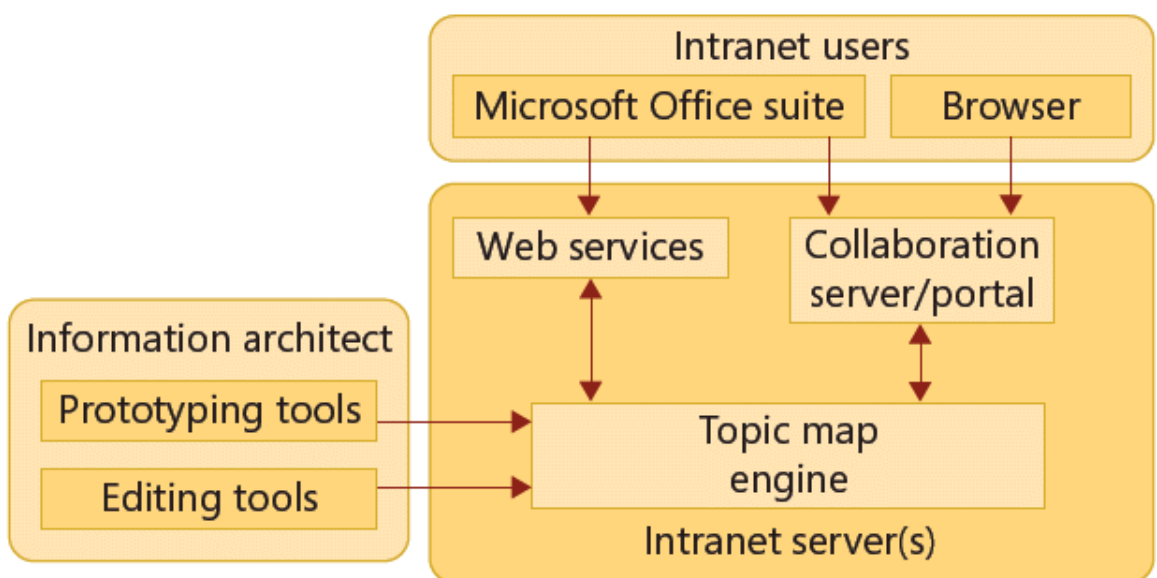 Intranet users
Microsoft Office suite
Browser
Web services
Collaboration
server/portal
Information architect
Prototyping tools
Editing tools
Topic map
engine
Intranet server(s)